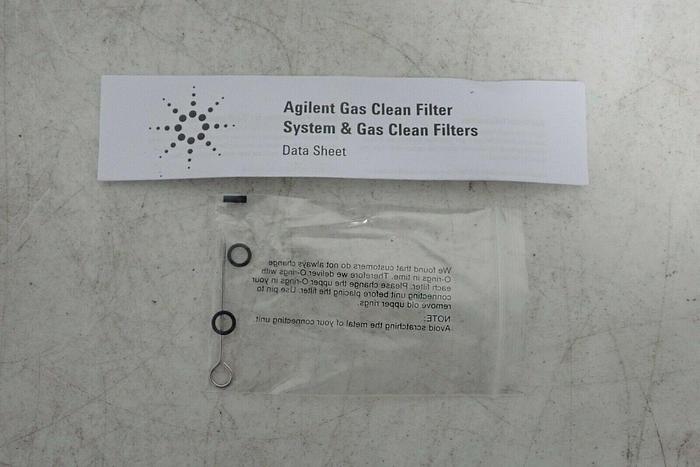 Agilent Gas Clean Filter
System & Gas Clean Filters
Data Sheet
We found that customers do not always change
O-rings in time. Therefore we deliver O-rings with
each filter. Please change the upper O-rings in your
connecting unit before placing the filter. Use pin to
remove old upper rings.
NOTE:
Avoid scratching the metal of your connecting unit